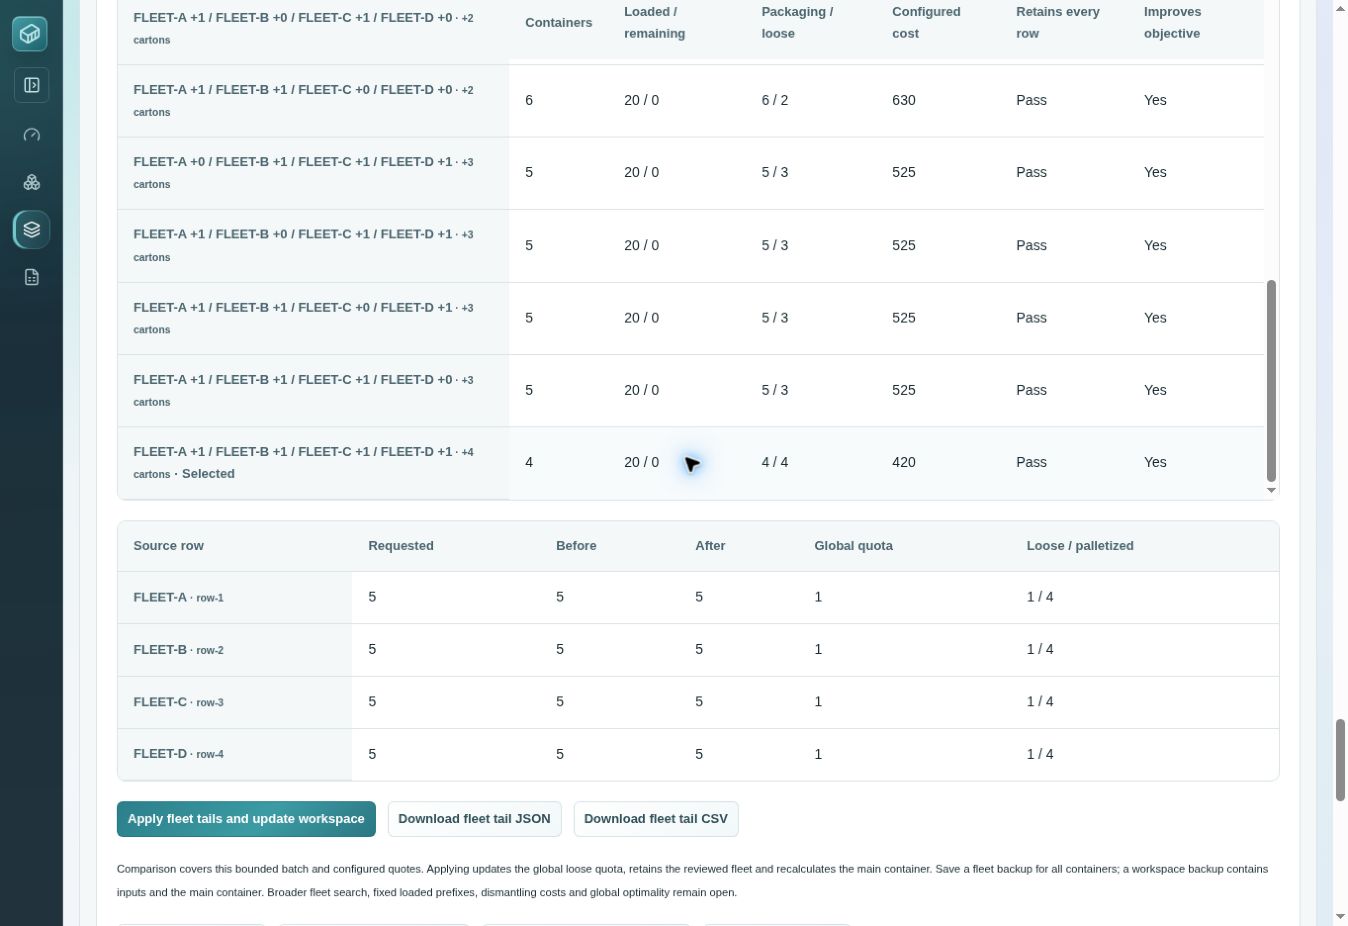 FLEET-A +1 / FLEET-B +0 / FLEET-C +1 / FLEET-D +0 · +2
cartons
Containers
Loaded /
remaining
Packaging /
loose
Configured
cost
Retains every
row
Improves
objective
FLEET-A +1 / FLEET-B +1 / FLEET-C +0 / FLEET-D +0 · +2
cartons
6 20 / 0 6 / 2 630 Pass Yes
FLEET-A +0 / FLEET-B +1 / FLEET-C +1 / FLEET-D +1 · +3
cartons
5 20 / 0 5 / 3 525 Pass Yes
FLEET-A +1 / FLEET-B +0 / FLEET-C +1 / FLEET-D +1 · +3
cartons
5 20 / 0 5 / 3 525 Pass Yes
FLEET-A +1 / FLEET-B +1 / FLEET-C +0 / FLEET-D +1 · +3
cartons
5 20 / 0 5 / 3 525 Pass Yes
FLEET-A +1 / FLEET-B +1 / FLEET-C +1 / FLEET-D +0 · +3
cartons
5 20 / 0 5 / 3 525 Pass Yes
FLEET-A +1 / FLEET-B +1 / FLEET-C +1 / FLEET-D +1 · +4
cartons · Selected
4 20 / 0 4 / 4 420 Pass Yes
Source row Requested Before After Global quota Loose / palletized
FLEET-A · row-1 5 5 5 1 1 / 4
FLEET-B · row-2 5 5 5 1 1 / 4
FLEET-C · row-3 5 5 5 1 1 / 4
FLEET-D · row-4 5 5 5 1 1 / 4
Apply fleet tails and update workspace Download fleet tail JSON Download fleet tail CSV
Comparison covers this bounded batch and configured quotes. Applying updates the global loose quota, retains the reviewed fleet and recalculates the main container. Save a fleet backup for all containers; a workspace backup contains
inputs and the main container. Broader fleet search, fixed loaded prefixes, dismantling costs and global optimality remain open.